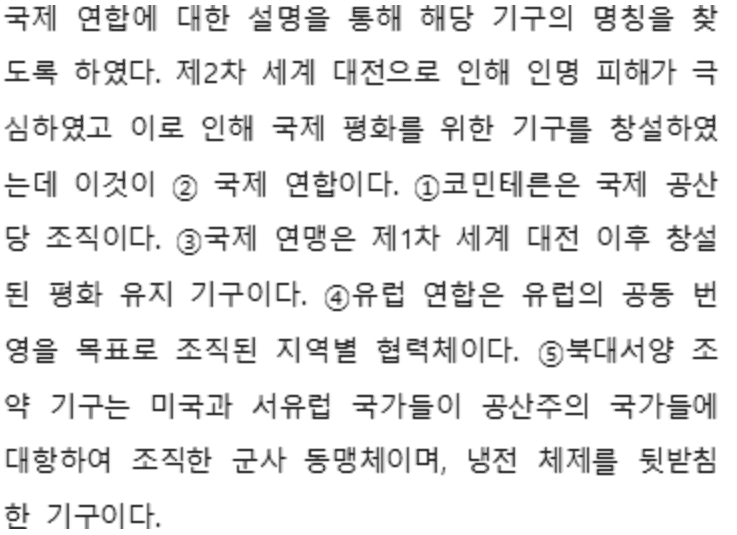 국제 연합에 대한 설명을 통해 해당 기구의 명칭을 찾
도록 하였다. 제2차 세계 대전으로 인해 인명 피해가 극
심하였고 이로 인해 국제 평화를 위한 기구를 창설하였
는데 이것이 ② 국제 연합이다. ①코민테른은 국제 공산
당 조직이다. ③국제 연맹은 제1차 세계 대전 이후 창설
된 평화 유지 기구이다. ④유럽 연합은 유럽의 공동 번
영을 목표로 조직된 지역별 협력체이다. ⑤북대서양 조
약 기구는 미국과 서유럽 국가들이 공산주의 국가들에
대항하여 조직한 군사 동맹체이며, 냉전 체제를 뒷받침
한 기구이다.